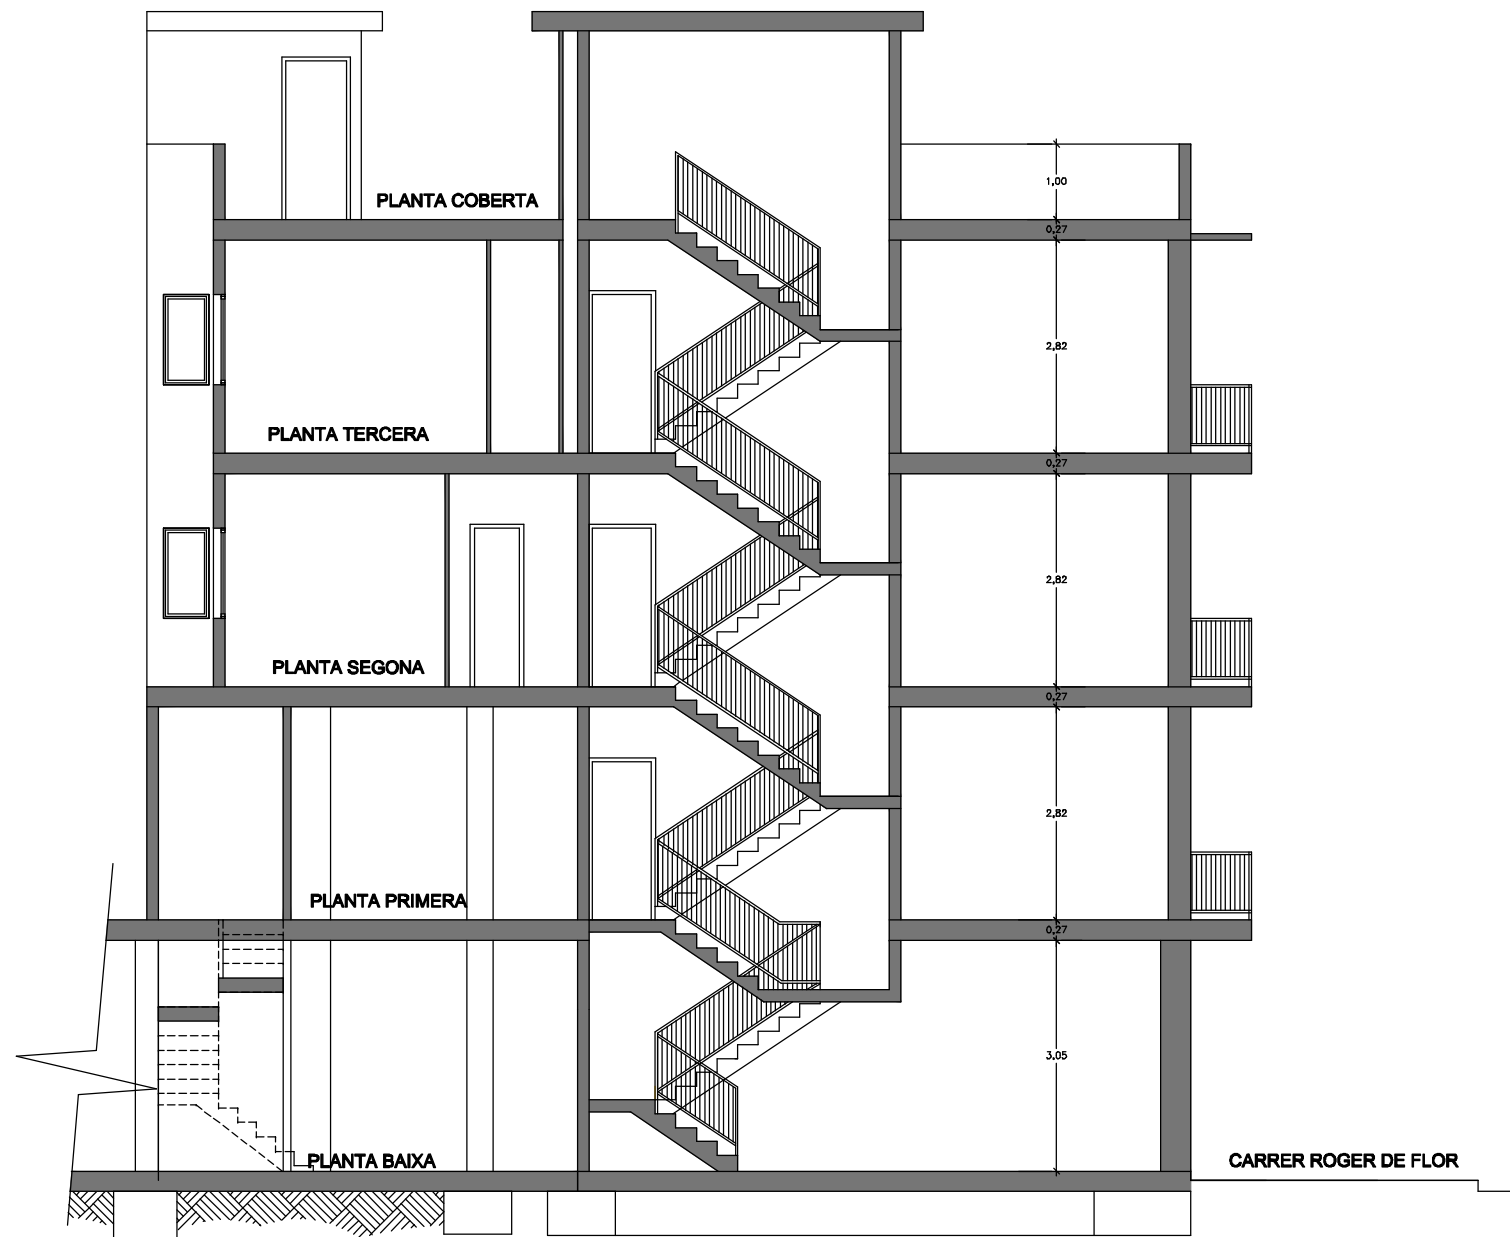 1,00
PLANTA COBERTA
0,27
2,82
PLANTA TERCERA
0,27
2,82
PLANTA SEGONA
0,27
2,82
PLANTA PRIMERA
0,27
3,05
PLANTA BAIXA
CARRER ROGER DE FLOR